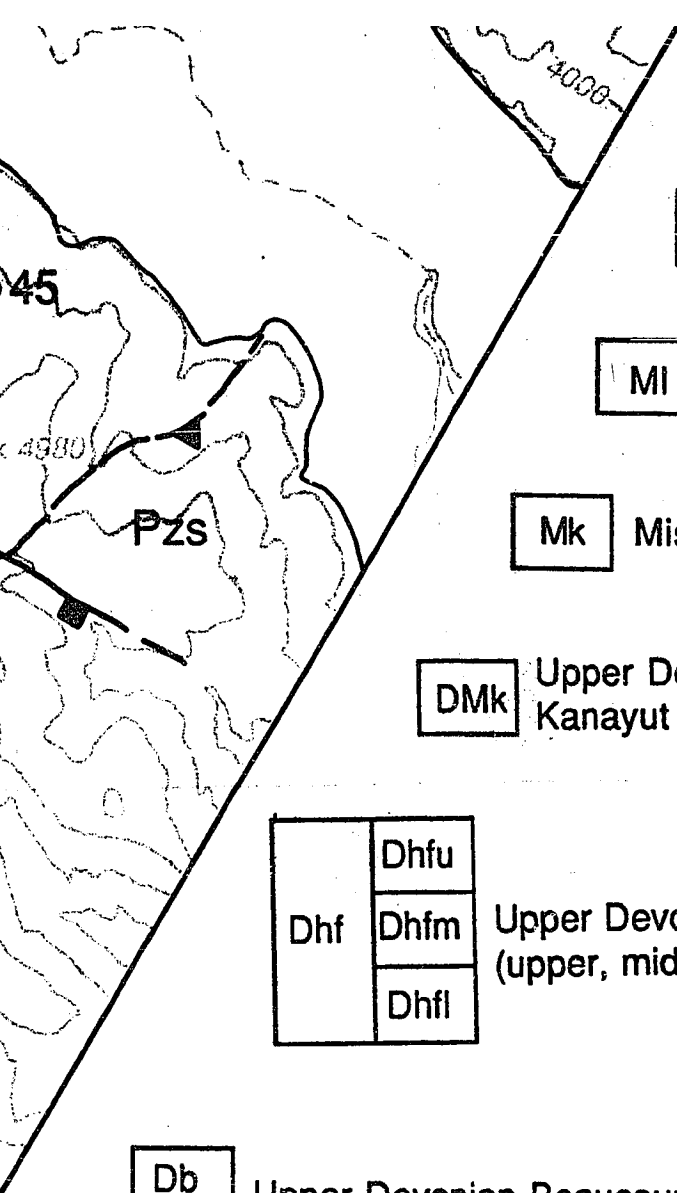 4000
45
Ml
4980
Mk
Pzs
DMk
Upper De
Kanayut
Dhf
Dhfu
Dhfm
Dhfl
Upper Devo
(upper, mid
Db
Upper Devonian Beaucou